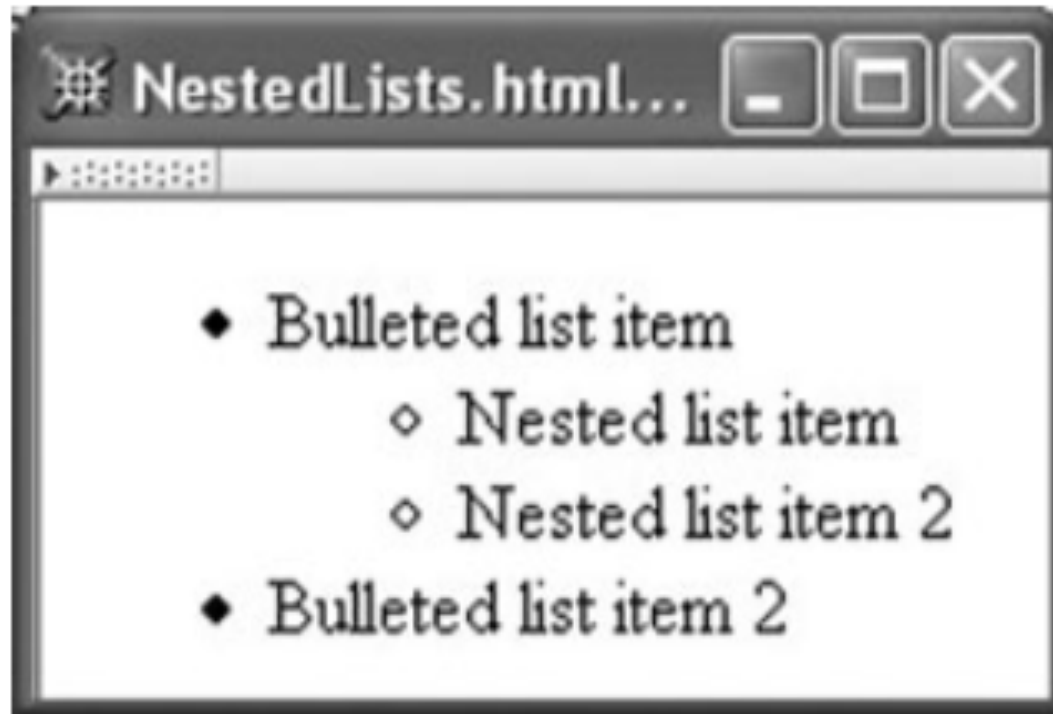 NestedLists.html...
Bulleted list item
Nested list item
Nested list item 2
Bulleted list item 2